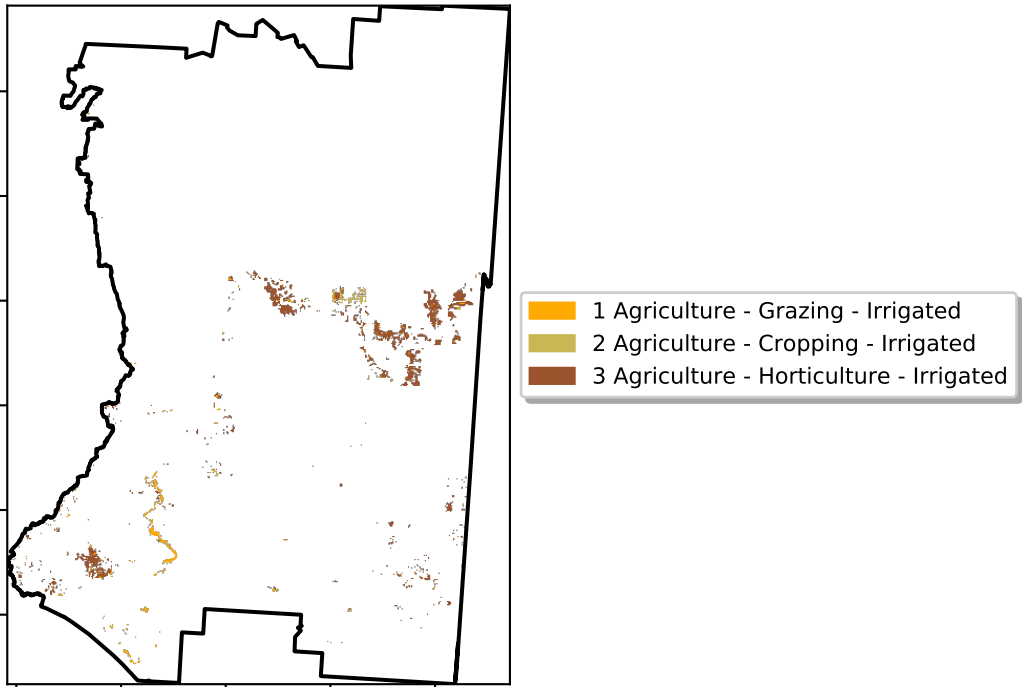 1 Agriculture - Grazing - Irrigated
2 Agriculture - Cropping - Irrigated
3 Agriculture - Horticulture - Irrigated